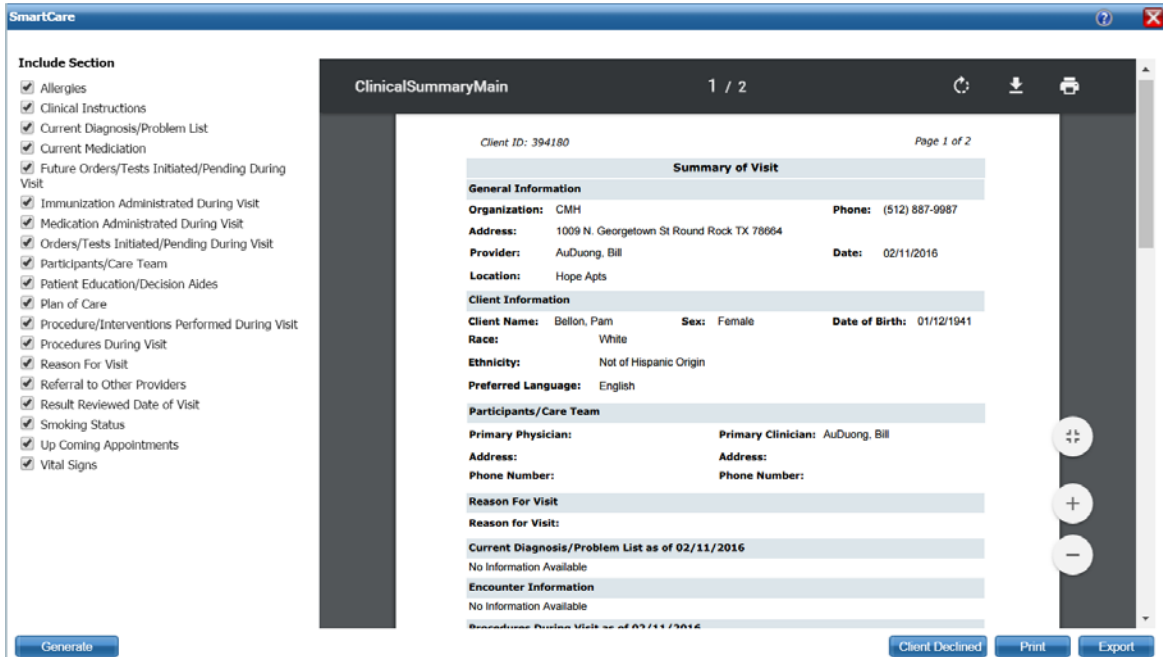 SmartCare
Include Section
Allergies
Clinical Instructions
Current Diagnosis/Problem List
Current Mediciation
Future Orders/Tests Initiated/Pending During
Visit
Immunization Administrated During Visit
Medication Administrated During Visit
Orders/Tests Initiated/Pending During Visit
Participants/Care Team
Patient Education/Decision Aides
Plan of Care
Procedure/Interventions Performed During Visit
Procedures During Visit
Reason For Visit
Referral to Other Providers
Result Reviewed Date of Visit
Smoking Status
Up Coming Appointments
Vital Signs
ClinicalSummaryMain 1 / 2
Client ID: 394180 Page 1 of 2
Summary of Visit
General Information
Organization: CMH Phone: (512) 887-9987
Address: 1009 N. Georgetown St Round Rock TX 78664
Provider: AuDuong, Bill Date: 02/11/2016
Location: Hope Apts
Client Information
Client Name: Bellon, Pam Sex: Female Date of Birth: 01/12/1941
Race: White
Ethnicity: Not of Hispanic Origin
Preferred Language: English
Participants/Care Team
Primary Physician: Primary Clinician: AuDuong, Bill
Address: Address:
Phone Number: Phone Number:
Reason For Visit
Reason for Visit:
Current Diagnosis/Problem List as of 02/11/2016
No Information Available
Encounter Information
No Information Available
Procedures During Visit as of 02/11/2016
Generate Client Declined Print Export